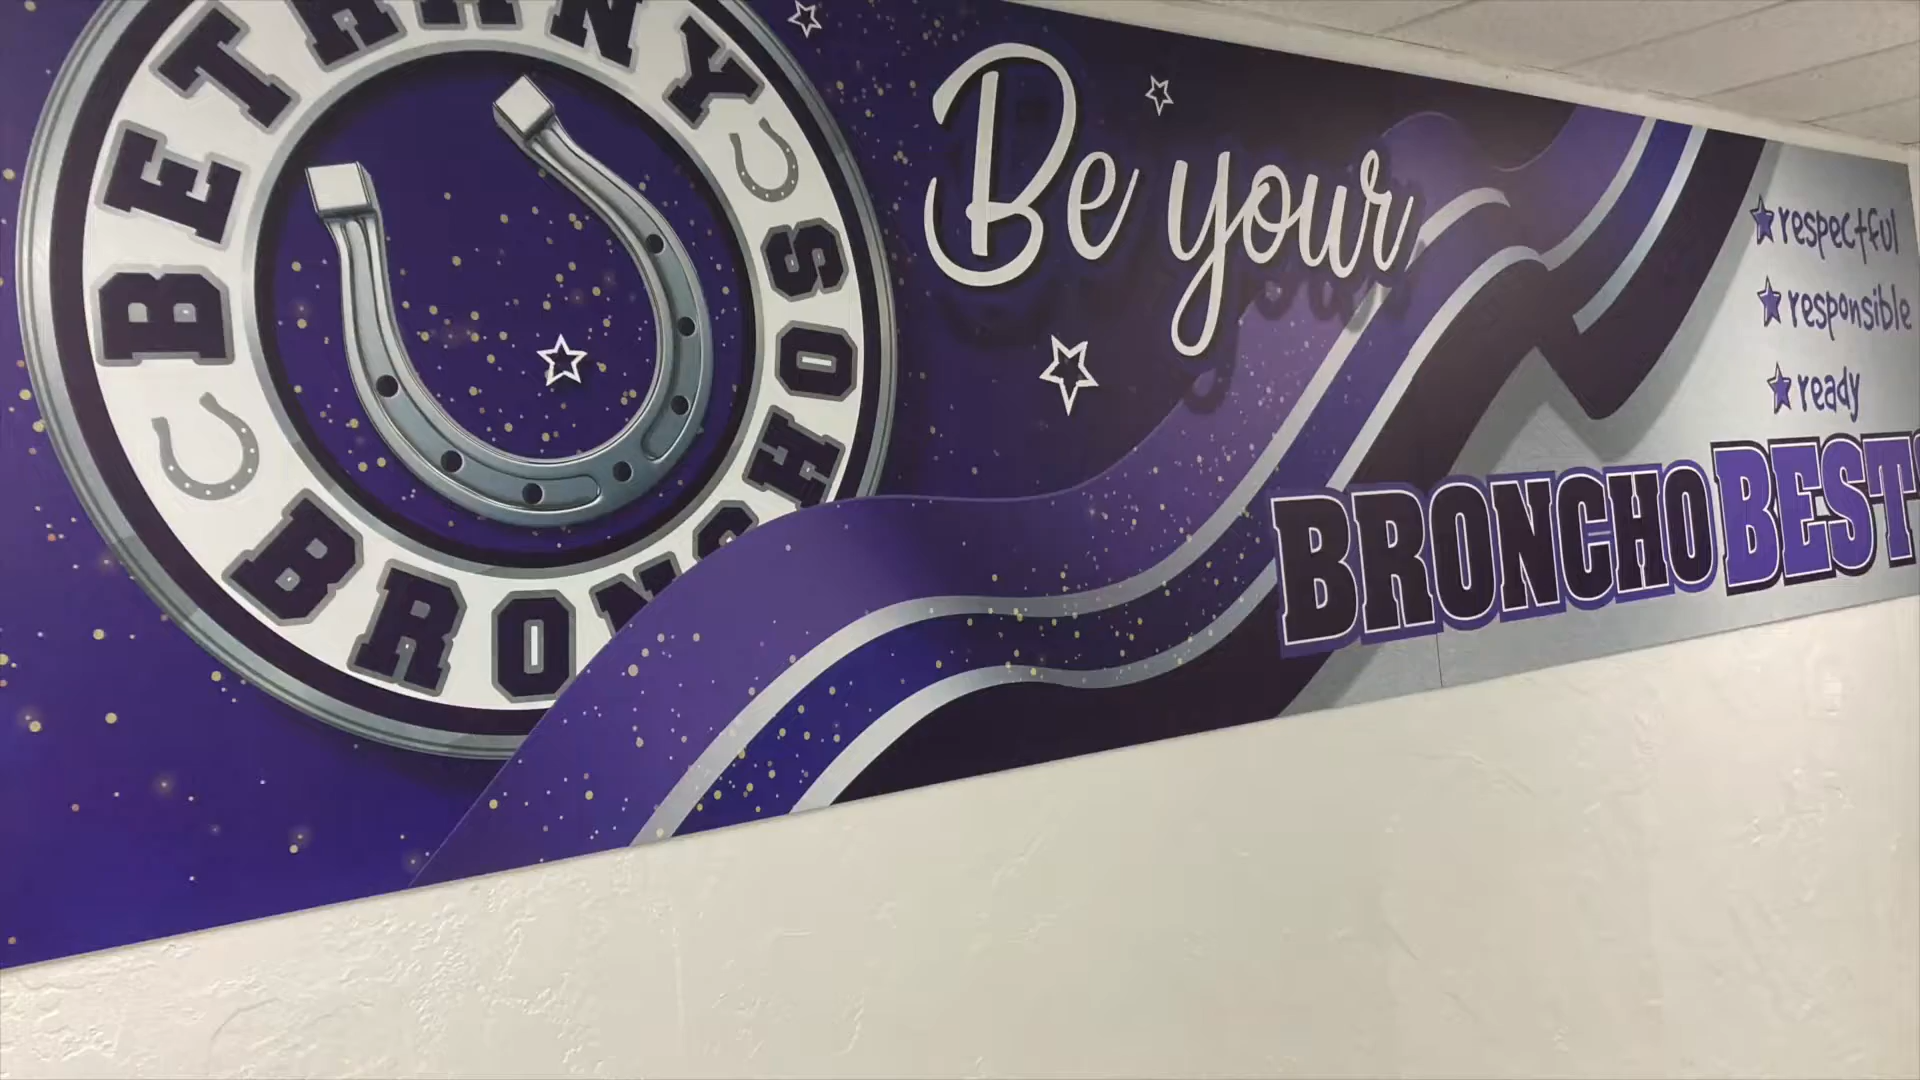 BETHANY
BRONCHOS
Be your
respectful
responsible
ready
BRONCHO BEST